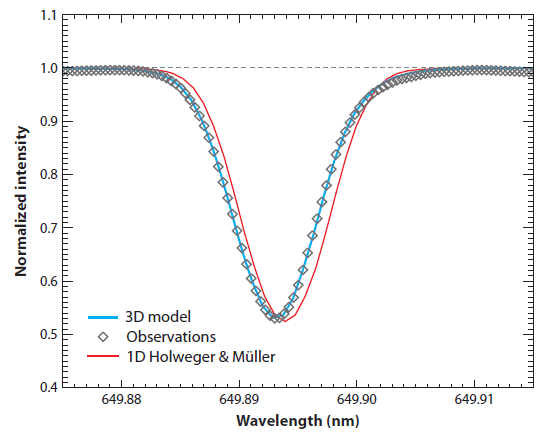 1.1
1.0
0.9
0.8
0.7
0.6
0.5
0.4
Normalized intensity
3D model
Observations
1D Holweger & Müller
649.88 649.89 649.90 649.91
Wavelength (nm)